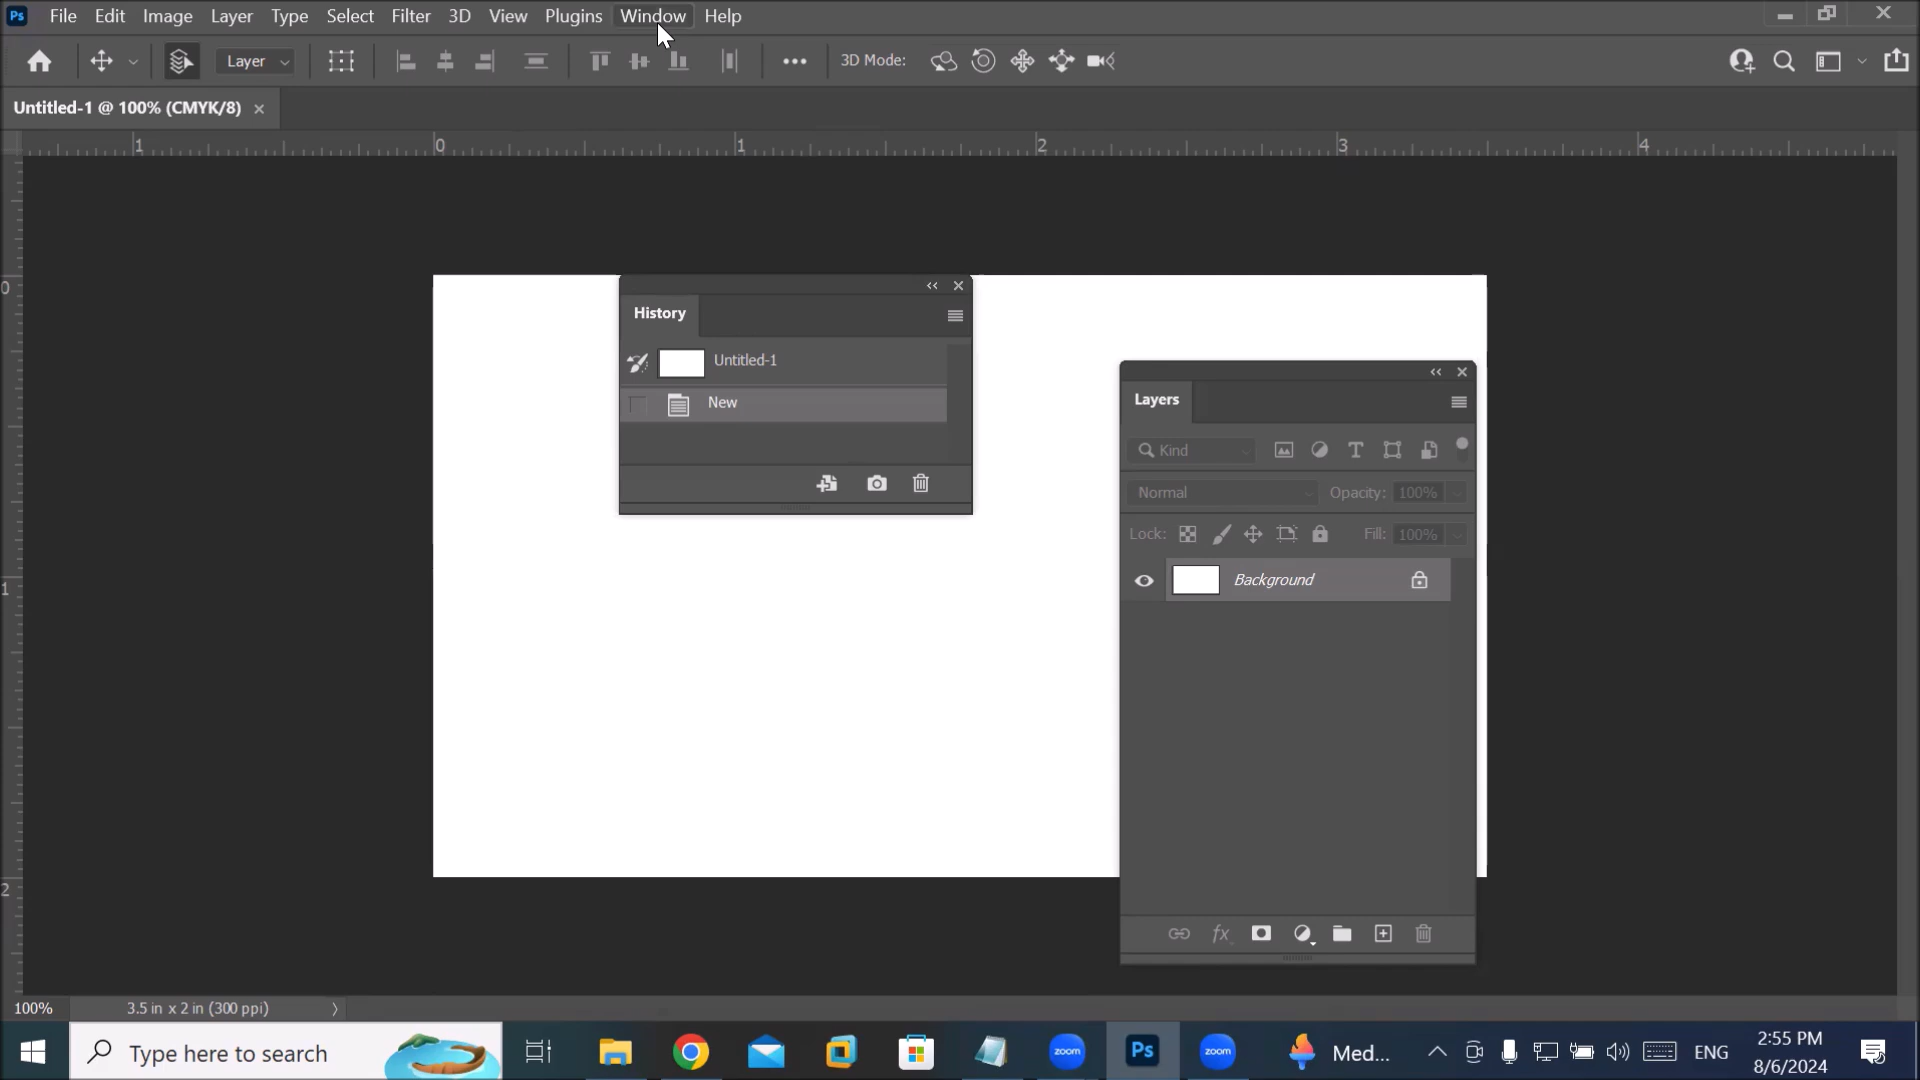 Ps File Edit Image Layer Type Select Filter 3D View Plugins Window Help
Layer 3D Mode:
Untitled-1 @ 100% (CMYK/8)
1 0 1 2 3 4
0
1
2
History
Untitled-1
New
Layers
Kind
Normal Opacity: 100%
Lock: Fill: 100%
Background
fx
100% 3.5 in x 2 in (300 ppi)
Type here to search
zoom Ps zoom
Med... ENG
2:55 PM
8/6/2024